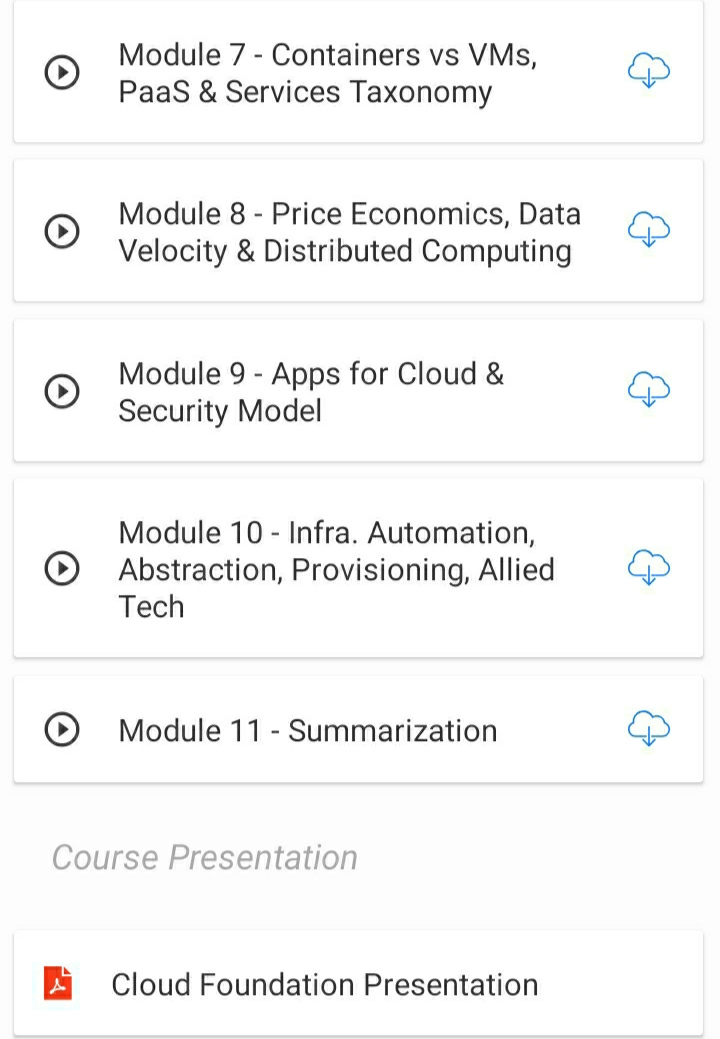 Module 7 - Containers vs VMs,
PaaS & Services Taxonomy
Module 8 - Price Economics, Data
Velocity & Distributed Computing
Module 9 - Apps for Cloud &
Security Model
Module 10 - Infra. Automation,
Abstraction, Provisioning, Allied
Tech
Module 11 - Summarization
Course Presentation
Cloud Foundation Presentation